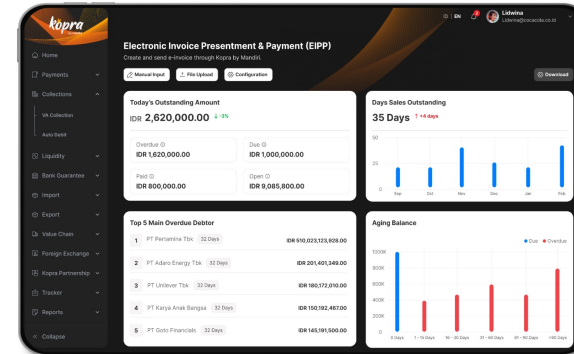 kopra
EN
2
Lidwina
Lidwina@cocacola.co.id
Home
Payments
Collections
VA Collection
Auto Debit
Liquidity
Bank Guarantee
Import
Export
Value Chain
Foreign Exchange
Kopra Partnership
Tracker
Reports
Collapse
Electronic Invoice Presentment & Payment (EIPP)
Create and send e-invoice through Kopra by Mandiri.
Manual Input
File Upload
Configuration
Download
Today's Outstanding Amount
IDR 2,620,000.00 ↓ -3%
Overdue
IDR 1,620,000.00
Due
IDR 1,000,000.00
Paid
IDR 800,000.00
Open
IDR 9,085,800.00
Days Sales Outstanding
35 Days ↑ +4 days
50
25
0
Sep Oct Nov Dec Jan Feb
Top 5 Main Overdue Debtor
1 PT Pertamina Tbk 32 Days IDR 510,023,123,928.00
2 PT Adaro Energy Tbk 32 Days IDR 201,401,349.00
3 PT Unilever Tbk 32 Days IDR 180,172,010.00
4 PT Karya Anak Bangsa 32 Days IDR 150,192,467.00
5 PT Goto Financials 32 Days IDR 145,191,500.00
Aging Balance
Due Overdue
1000K
800K
600K
400K
200K
0
0 Days 1 - 15 Days 16 - 30 Days 31 - 60 Days 61 - 90 Days >90 Days